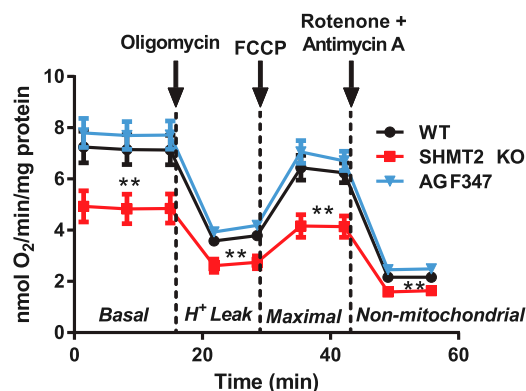 Rotenone +
Oligomycin FCCP Antimycin A
nmol O₂/min/mg protein
10
8
6
4
2
0
WT
SHMT2 KO
AGF347
**
**
**
**
Basal H⁺ Leak Maximal Non-mitochondrial
0 20 40 60
Time (min)